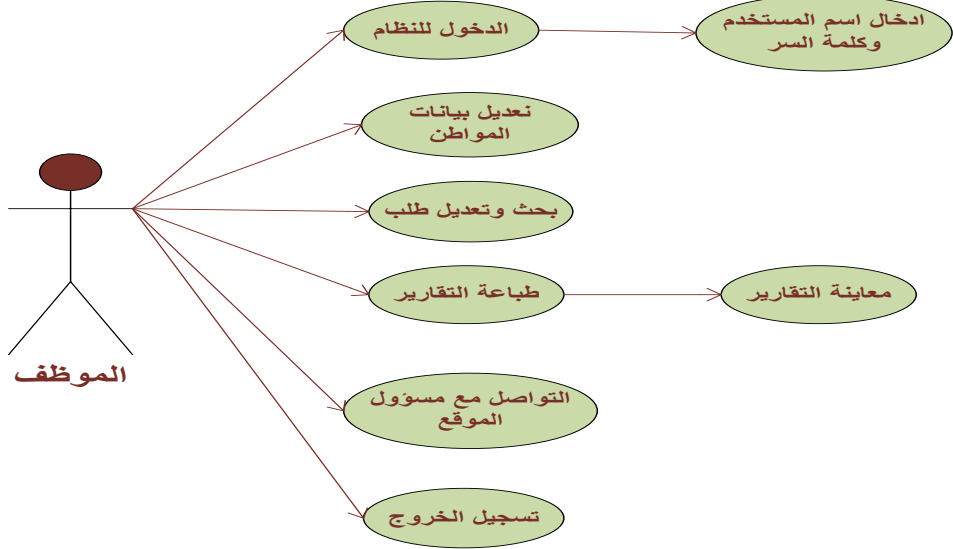 الدخول للنظام
ادخال اسم المستخدم
وكلمة السر
تعديل بيانات
المواطن
بحث وتعديل طلب
طباعة التقارير
معاينة التقارير
الموظف
التواصل مع مسؤول
الموقع
تسجيل الخروج